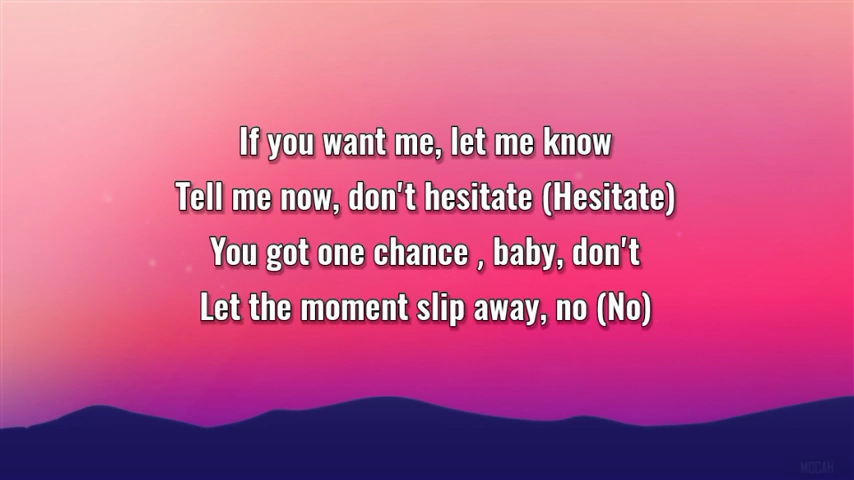 If you want me, let me know
Tell me now, don't hesitate (Hesitate)
You got one chance , baby, don't
Let the moment slip away, no (No)
MOCAH